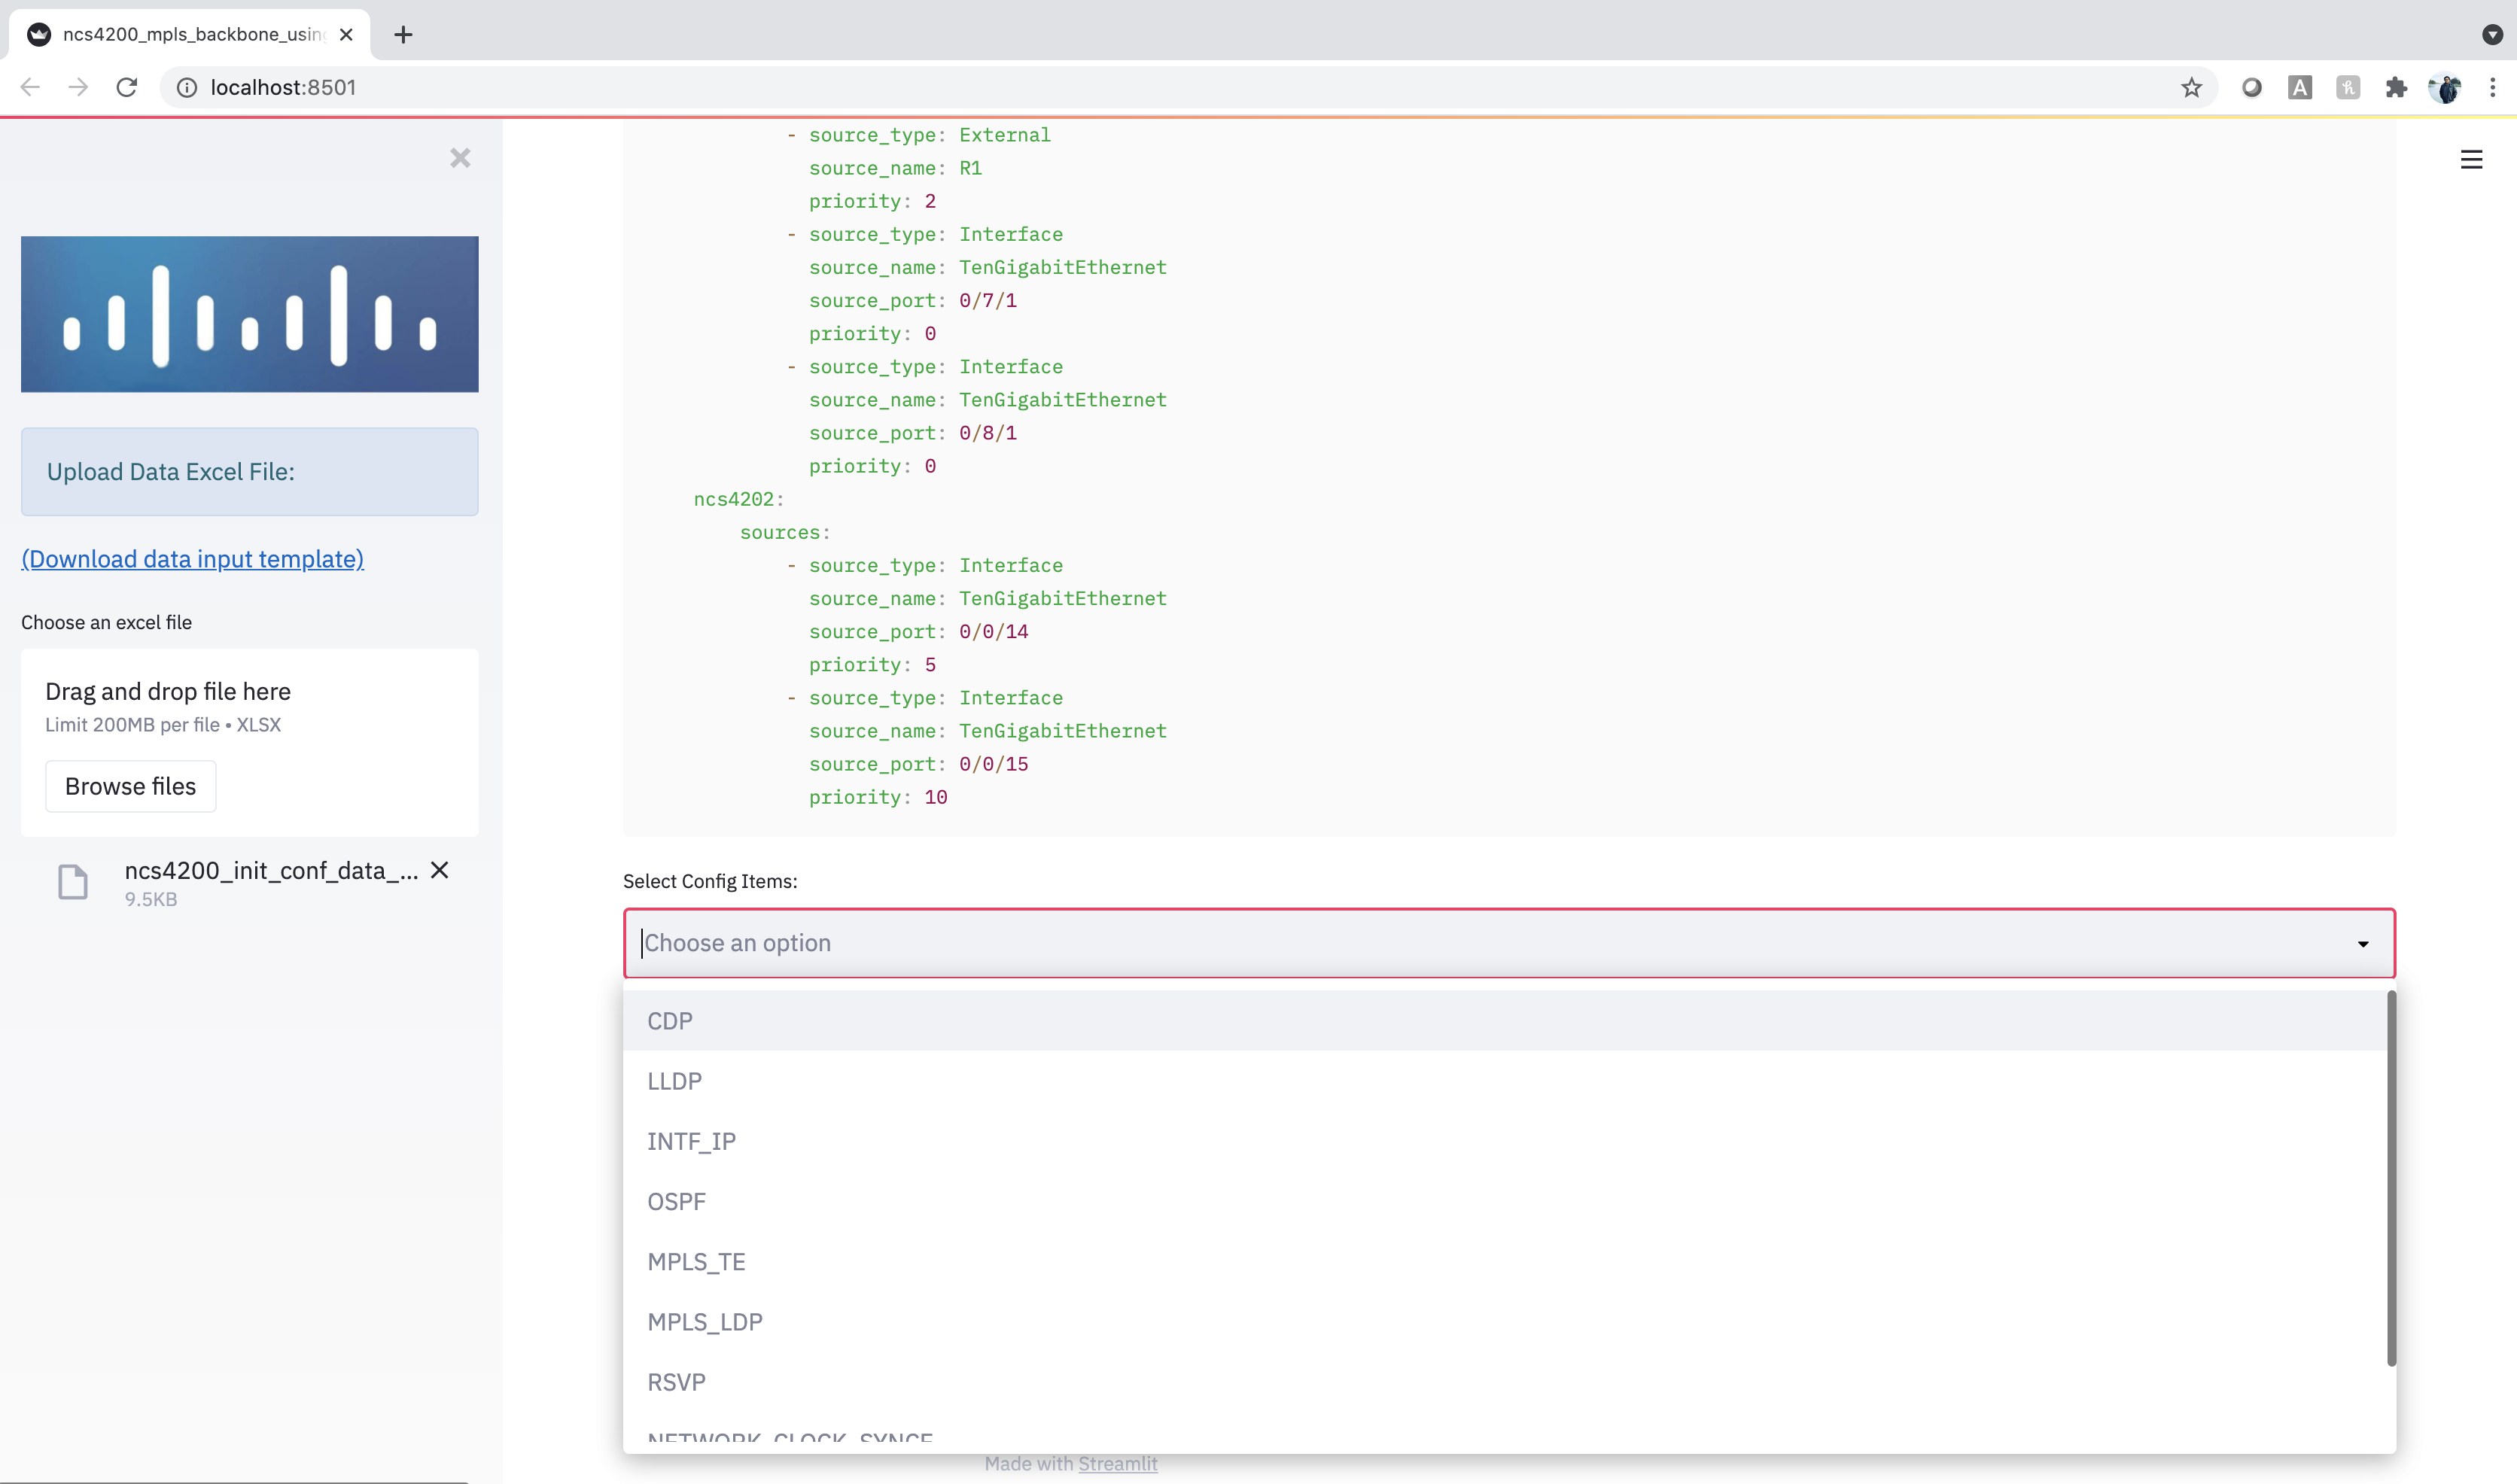 ncs4200_mpls_backbone_using
localhost:8501
Upload Data Excel File:
(Download data input template)
Choose an excel file
Drag and drop file here
Limit 200MB per file • XLSX
Browse files
ncs4200_init_conf_data_...
9.5KB
- source_type: External
source_name: R1
priority: 2
- source_type: Interface
source_name: TenGigabitEthernet
source_port: 0/7/1
priority: 0
- source_type: Interface
source_name: TenGigabitEthernet
source_port: 0/8/1
priority: 0
ncs4202:
sources:
- source_type: Interface
source_name: TenGigabitEthernet
source_port: 0/0/14
priority: 5
- source_type: Interface
source_name: TenGigabitEthernet
source_port: 0/0/15
priority: 10
Select Config Items:
Choose an option
CDP
LLDP
INTF_IP
OSPF
MPLS_TE
MPLS_LDP
RSVP
NETWORK_CLOCK_SYNCE
Made with Streamlit